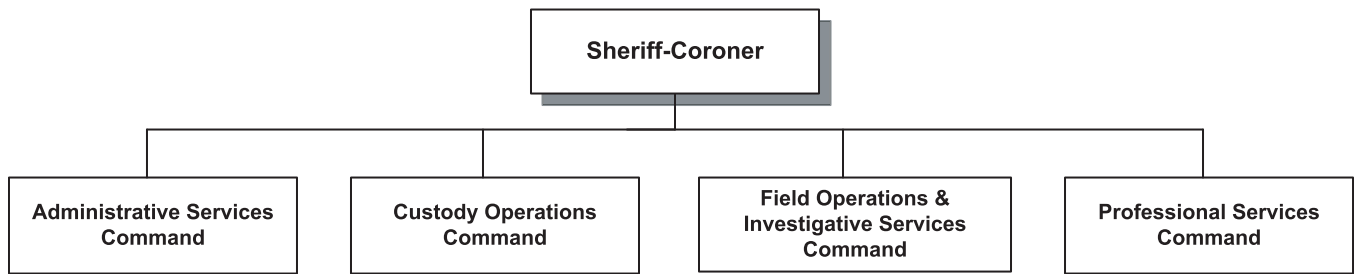 Sheriff-Coroner
Administrative Services
Command
Custody Operations
Command
Field Operations &
Investigative Services
Command
Professional Services
Command